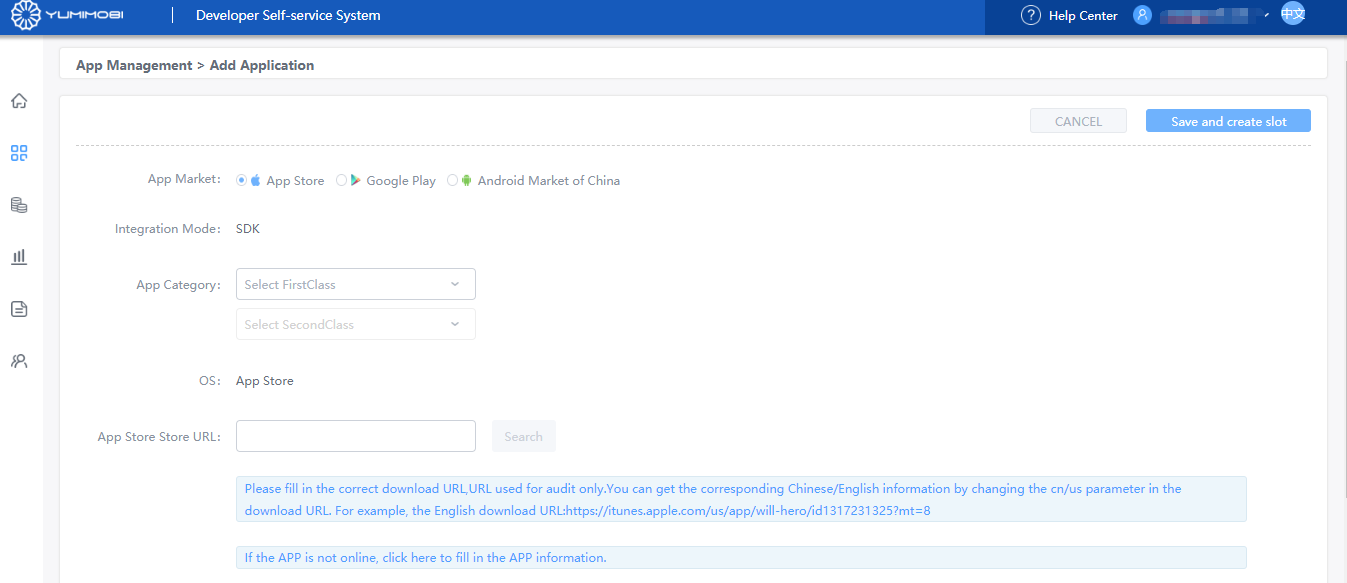 YUMIMOBI
Developer Self-service System
Help Center
中文
App Management > Add Application
CANCEL
Save and create slot
App Market:
App Store
Google Play
Android Market of China
Integration Mode:
SDK
App Category:
Select FirstClass
Select SecondClass
OS:
App Store
App Store Store URL:
Search
Please fill in the correct download URL,URL used for audit only.You can get the corresponding Chinese/English information by changing the cn/us parameter in the
download URL. For example, the English download URL:https://itunes.apple.com/us/app/will-hero/id1317231325?mt=8
If the APP is not online, click here to fill in the APP information.